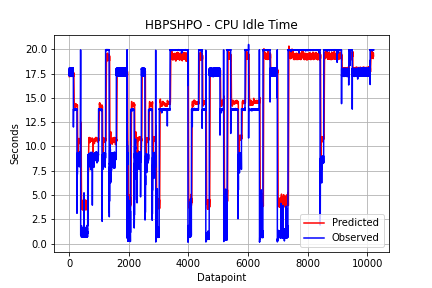 HBPSHPO - CPU Idle Time
20.0
17.5
15.0
12.5
10.0
7.5
5.0
2.5
0.0
Seconds
Predicted
Observed
0 2000 4000 6000 8000 10000
Datapoint